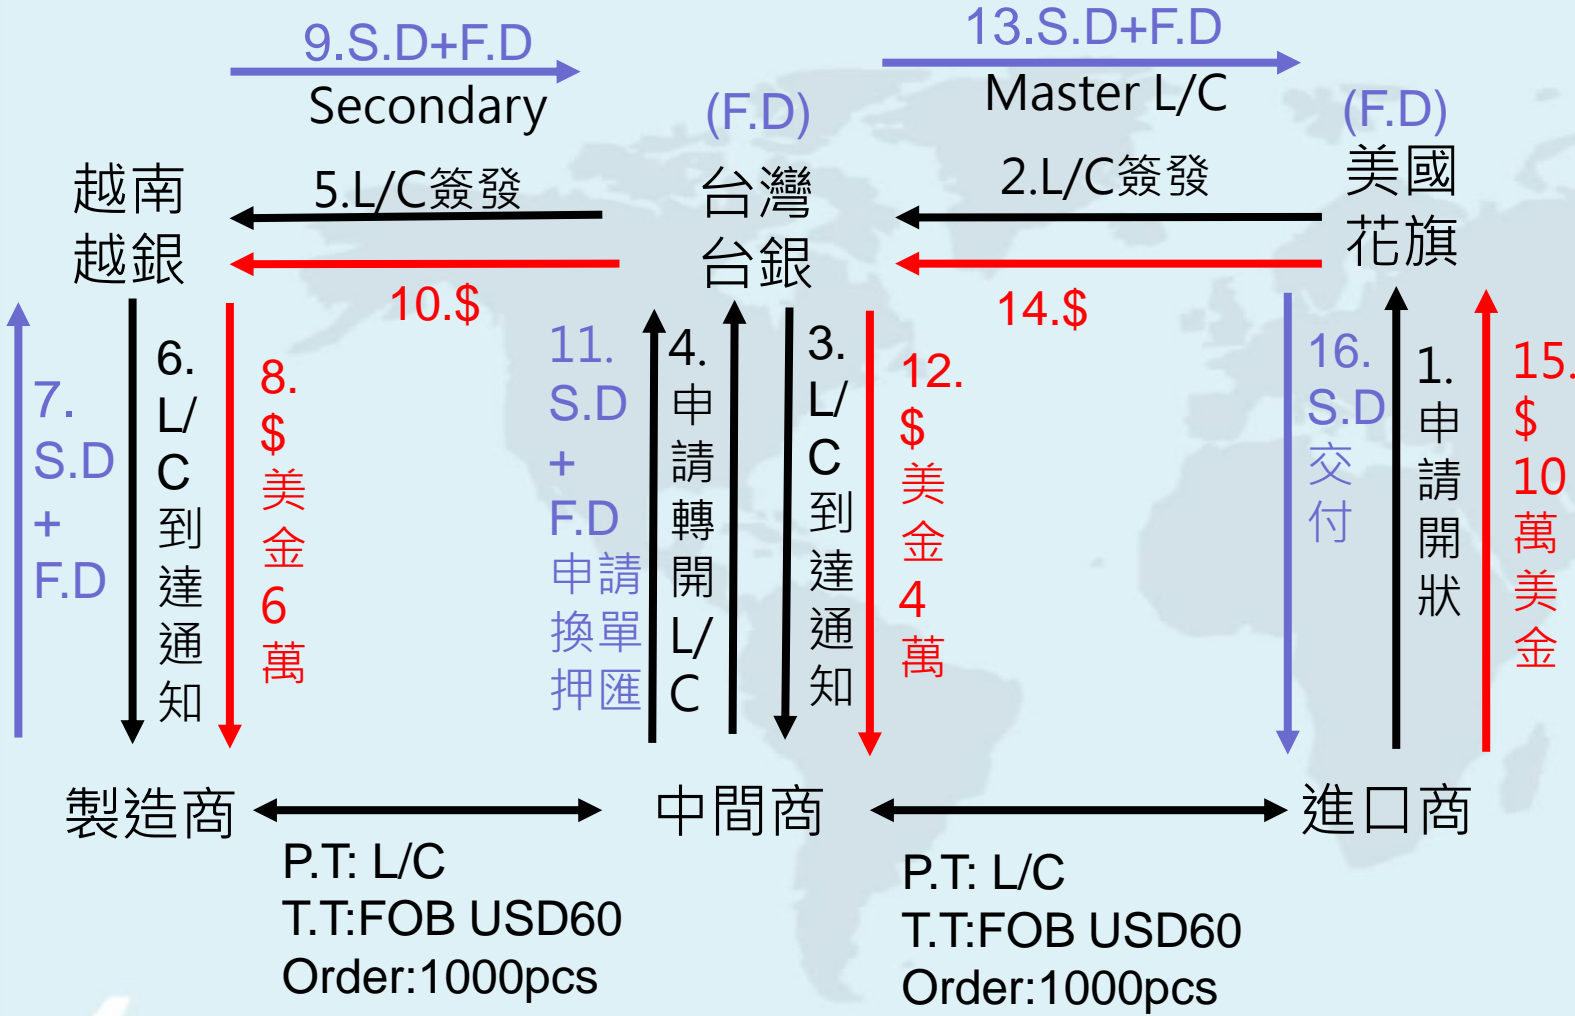 9.S.D+F.D
Secondary
13.S.D+F.D
Master L/C
(F.D)
(F.D)
越南
越銀
5.L/C簽發
台灣
台銀
2.L/C簽發
美國
花旗
10.$
14.$
7.
S.D
+
F.D
6.
L/
C
到
達
通
知
8.
$
美
金
6
萬
11.
S.D
+
F.D
申請
換單
押匯
4.
申
請
轉
開
L/
C
3.
L/
C
到
達
通
知
12.
$
美
金
4
萬
16.
S.D
交
付
1.
申
請
開
狀
15.
$
10
萬
美
金
製造商
中間商
進口商
P.T: L/C
T.T:FOB USD60
Order:1000pcs
P.T: L/C
T.T:FOB USD60
Order:1000pcs